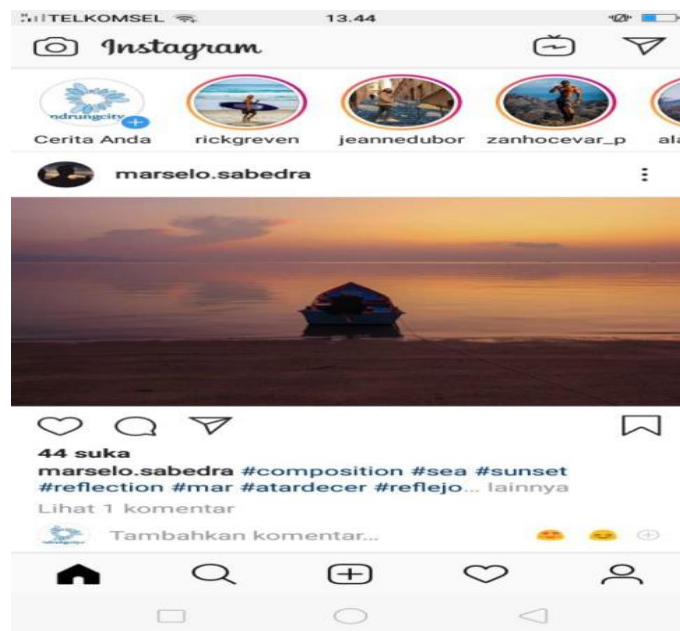 TELKOMSEL 13.44
Instagram
ndrungcity
Cerita Anda rickgreven jeannedubor zanhocevar_p ala
marselo.sabedra
44 suka
marselo.sabedra #composition #sea #sunset
#reflection #mar #atardecer #reflejo... lainnya
Lihat 1 komentar
Tambahkan komentar...